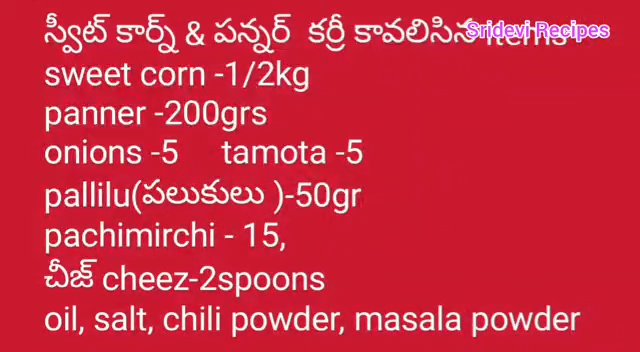 స్వీట్ కార్న్ & పన్నర్ కర్రీ కావలిసిన items
Sridevi Recipes
sweet corn -1/2kg
panner -200grs
onions -5 tamota -5
pallilu(పలుకులు )-50gr
pachimirchi - 15,
చీజ్ cheez-2spoons
oil, salt, chili powder, masala powder